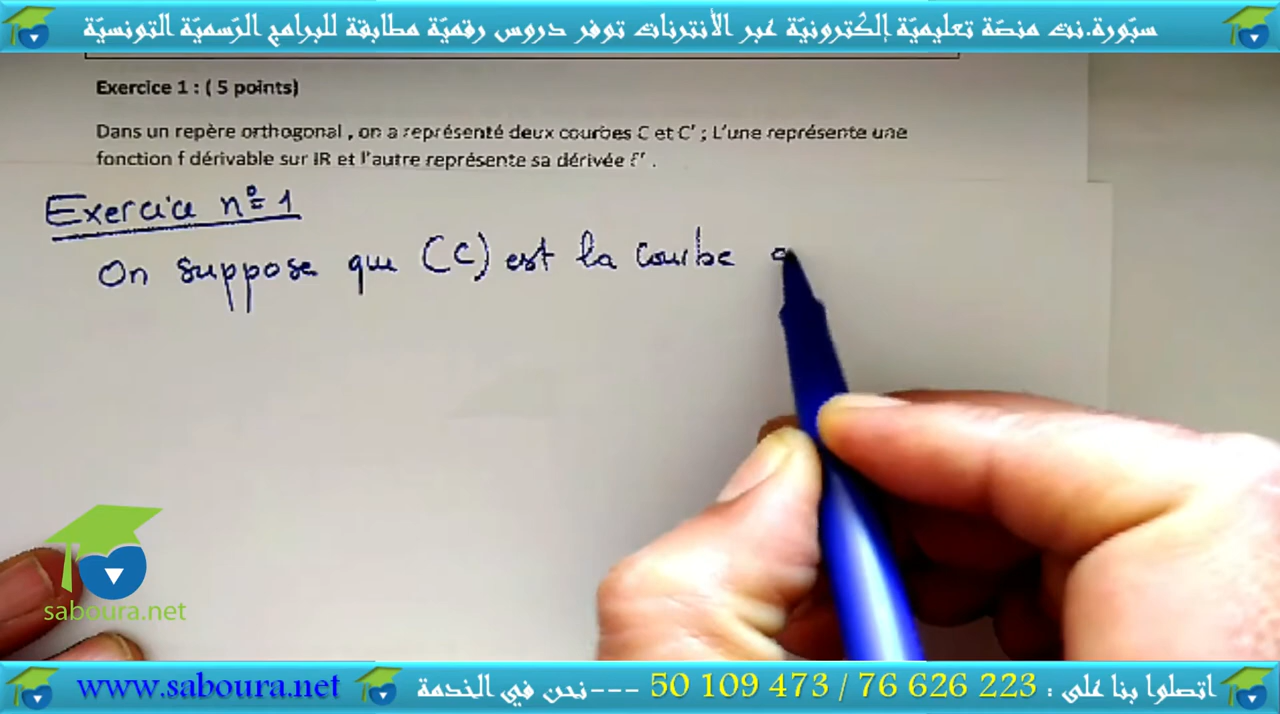 سبّورة.نت منصّة تعليميّة إلكترونيّة عبر الأنترنات توفر دروس رقميّة مطابقة للبرامج الرّسميّة التونسيّة
Exercice 1 : ( 5 points)
Dans un repère orthogonal , on a représenté deux courbes C et C' ; L'une représente une
fonction f dérivable sur IR et l'autre représente sa dérivée f' .
Exercice n° 1
On suppose que (C) est la courbe
saboura.net
www.saboura.net اتصلوا بنا على : 50 109 473 / 76 626 223 ---نحن في الخدمة